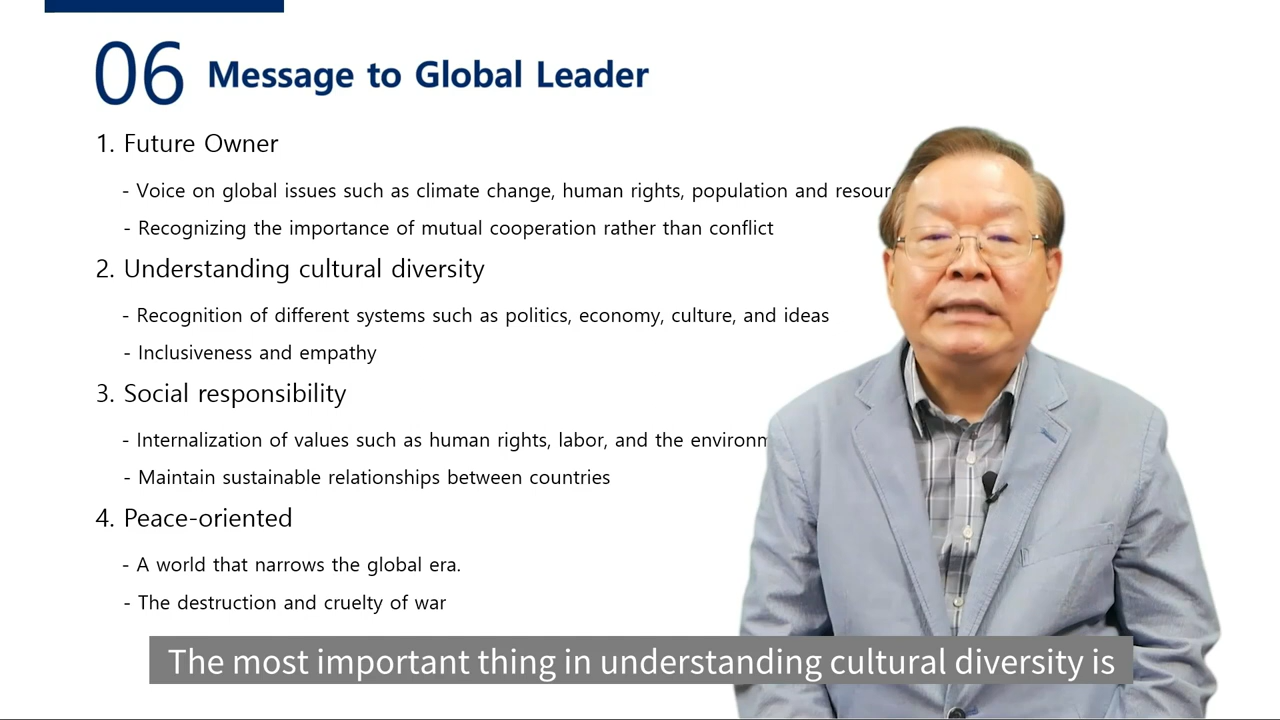 06 Message to Global Leader
1. Future Owner
- Voice on global issues such as climate change, human rights, population and
- Recognizing the importance of mutual cooperation rather than conflict
2. Understanding cultural diversity
- Recognition of different systems such as politics, economy, culture, and ideas
- Inclusiveness and empathy
3. Social responsibility
- Internalization of values such as human rights, labor, and the
- Maintain sustainable relationships between countries
4. Peace-oriented
- A world that narrows the global era.
- The destruction and cruelty of war
The most important thing in understanding cultural diversity is